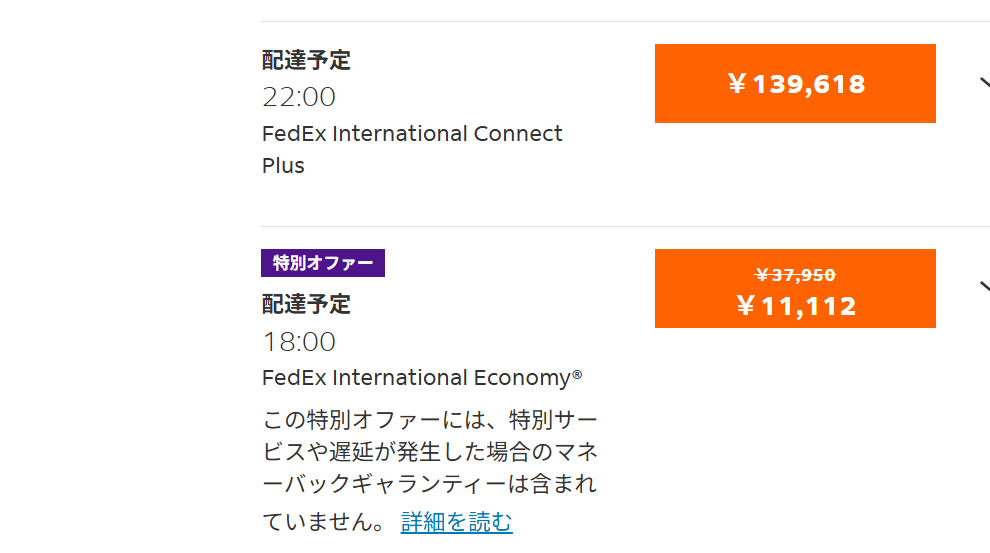 配達予定
22:00
FedEx International Connect
Plus
¥139,618
特別オファー
配達予定
18:00
FedEx International Economy®
この特別オファーには、特別サー
ビスや遅延が発生した場合のマネ
ーバックギャランティーは含まれ
ていません。 詳細を読む
¥37,950
¥11,112